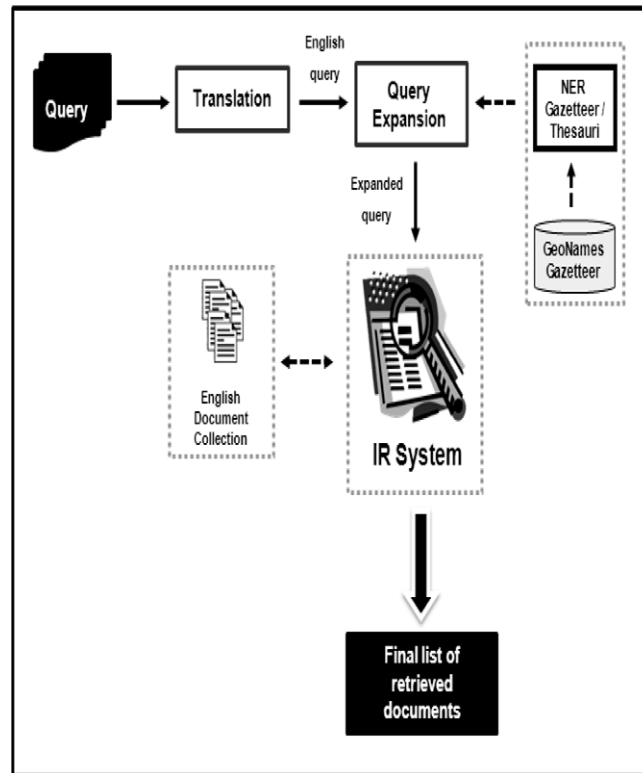 English
query
Query
Translation
Query
Expansion
NER
Gazetteer /
Thesauri
Expanded
query
GeoNames
Gazetteer
English
Document
Collection
IR System
Final list of
retrieved
documents